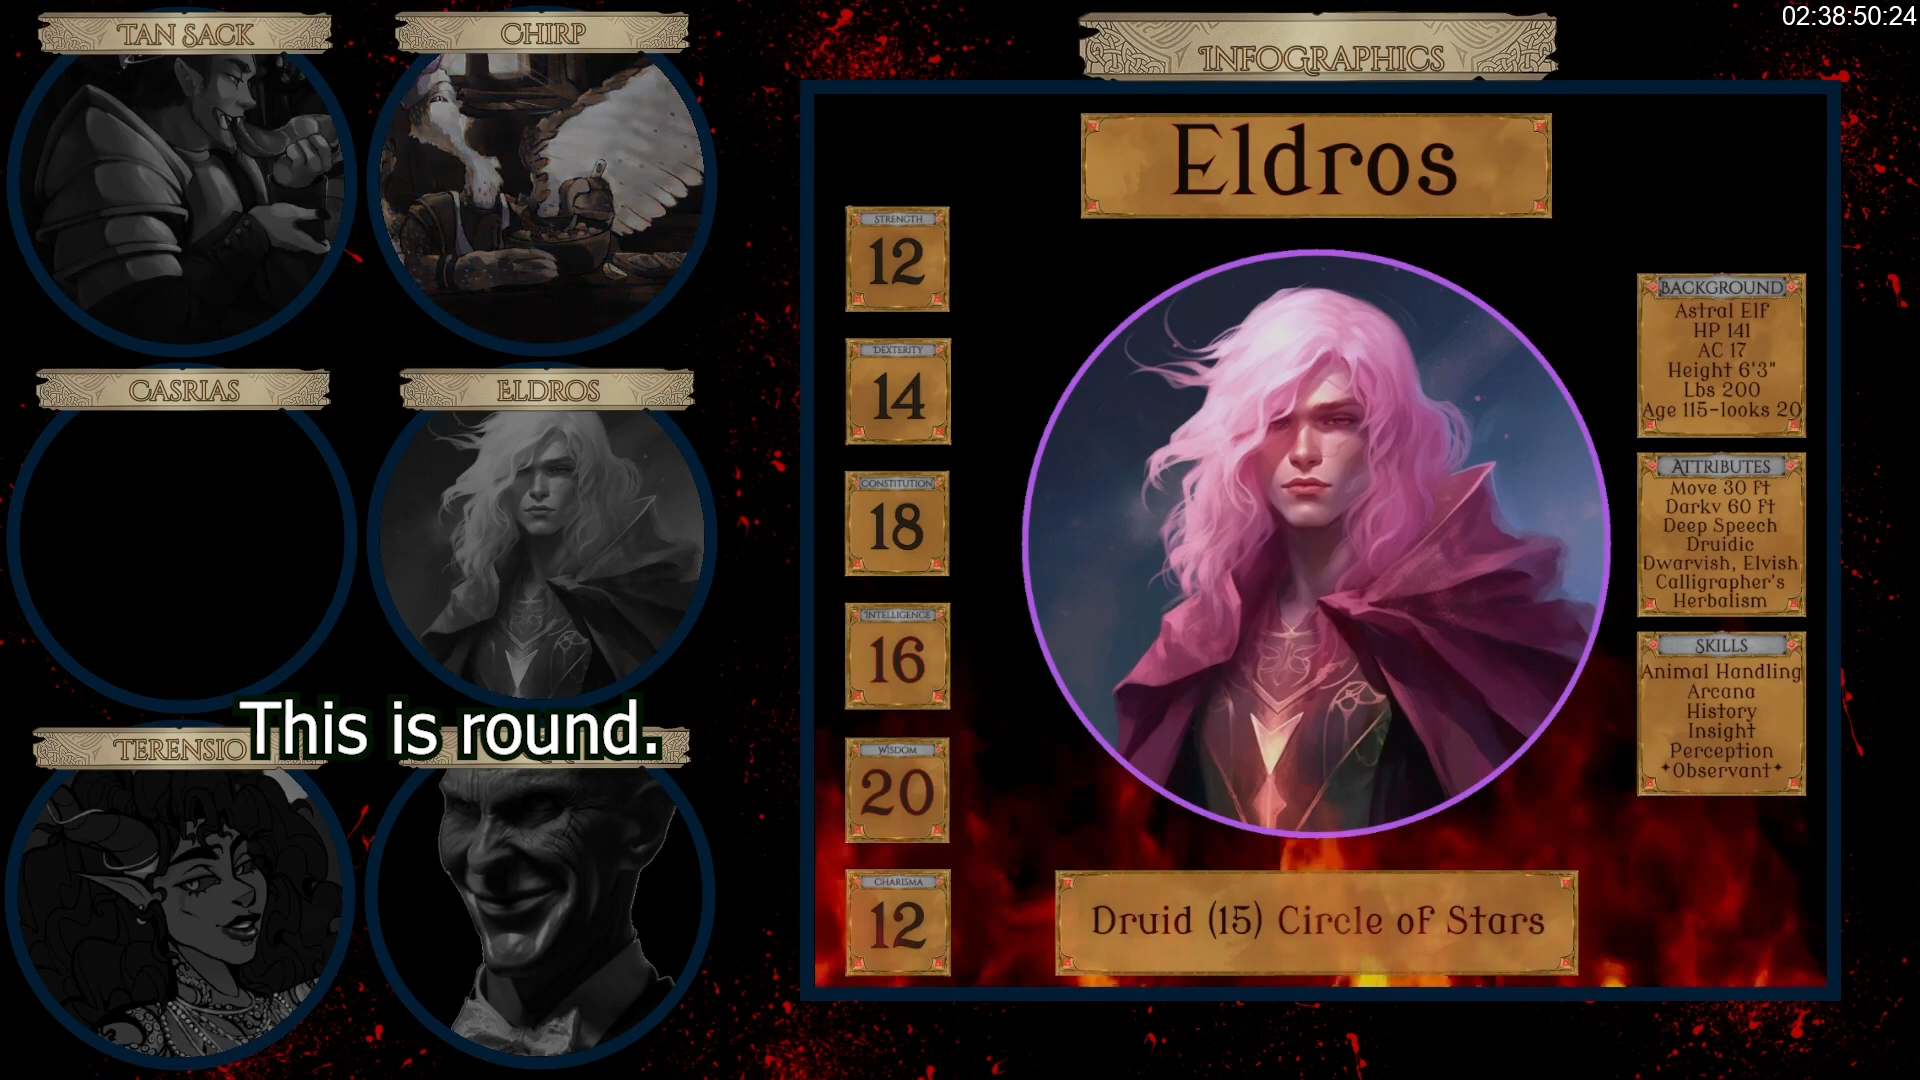 02:38:50:24
TAN SACK
CHIRP
INFOGRAPHICS
CASRIAS
ELDROS
This is round.
TERENSIO
Eldros
STRENGTH
12
DEXTERITY
14
CONSTITUTION
18
INTELLIGENCE
16
WISDOM
20
CHARISMA
12
BACKGROUND
Astral Elf
HP 141
AC 17
Height 6'3"
Lbs 200
Age 115-looks 20
ATTRIBUTES
Move 30 ft
Darkv 60 ft
Deep Speech
Druidic
Dwarvish, Elvish
Calligrapher's
Herbalism
SKILLS
Animal Handling
Arcana
History
Insight
Perception
✦Observant✦
Druid (15) Circle of Stars